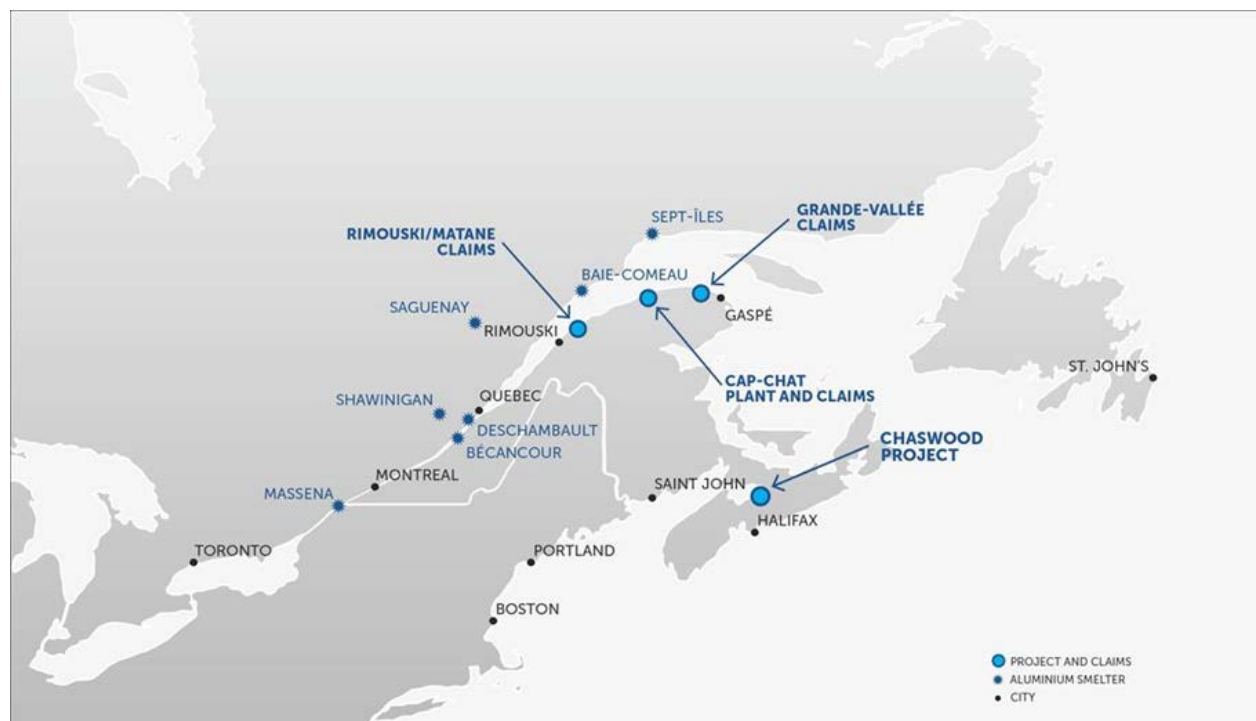 SEPT-ÎLES
GRANDE-VALLÉE
CLAIMS
RIMOUSKI/MATANE
CLAIMS
BAIE-COMEAU
SAGUENAY
RIMOUSKI
GASPÉ
CAP-CHAT
PLANT AND CLAIMS
ST. JOHN'S
SHAWINIGAN
QUEBEC
DESCHAMBAULT
BÉCANCOUR
CHASWOOD
PROJECT
MONTREAL
MASSENA
SAINT JOHN
HALIFAX
TORONTO
PORTLAND
BOSTON
PROJECT AND CLAIMS
ALUMINIUM SMELTER
CITY